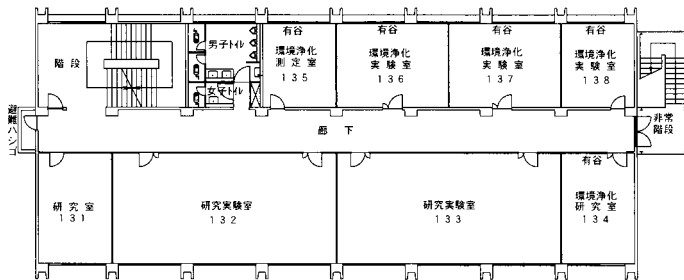 階段
男子トイレ
女子トイレ
有谷
環境浄化
測定室
135
有谷
環境浄化
実験室
136
有谷
環境浄化
実験室
137
有谷
環境浄化
実験室
138
避難ハシゴ
廊下
非常
階段
研究室
131
研究実験室
132
研究実験室
133
有谷
環境浄化
研究室
134